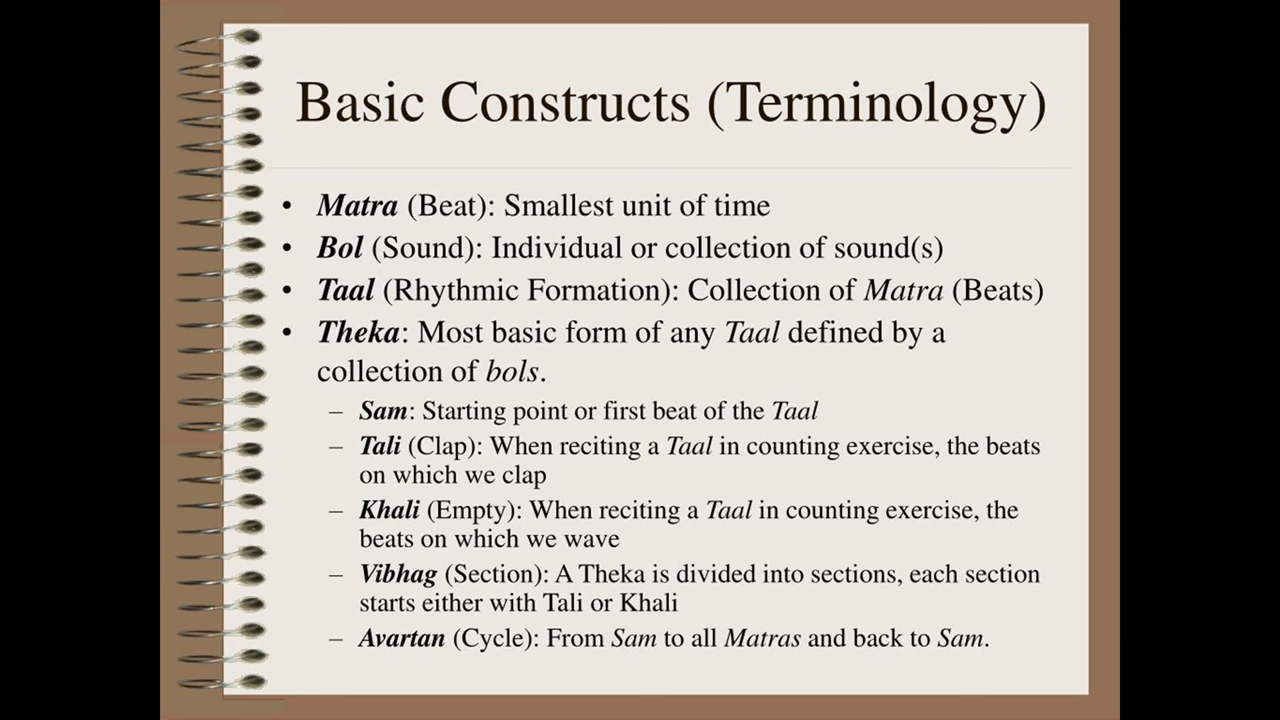 Basic Constructs (Terminology)
• Matra (Beat): Smallest unit of time
• Bol (Sound): Individual or collection of sound(s)
• Taal (Rhythmic Formation): Collection of Matra (Beats)
• Theka: Most basic form of any Taal defined by a
collection of bols.
– Sam: Starting point or first beat of the Taal
– Tali (Clap): When reciting a Taal in counting exercise, the beats
on which we clap
– Khali (Empty): When reciting a Taal in counting exercise, the
beats on which we wave
– Vibhag (Section): A Theka is divided into sections, each section
starts either with Tali or Khali
– Avartan (Cycle): From Sam to all Matras and back to Sam.